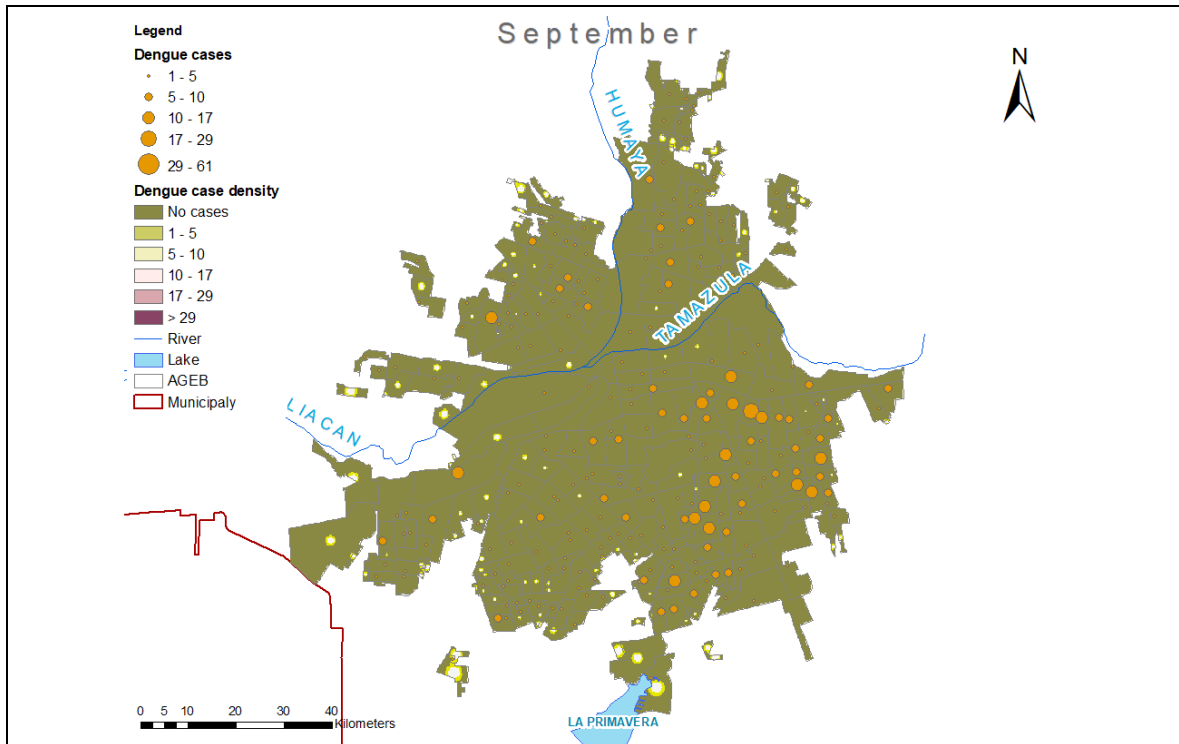 September
Legend
Dengue cases
1 - 5
5 - 10
10 - 17
17 - 29
29 - 61
Dengue case density
No cases
1 - 5
5 - 10
10 - 17
17 - 29
> 29
River
Lake
AGEB
Municipaly
N
HUMAYA
TAMAZULA
LIACAN
LA PRIMAVERA
0 5 10 20 30 40
Kilometers